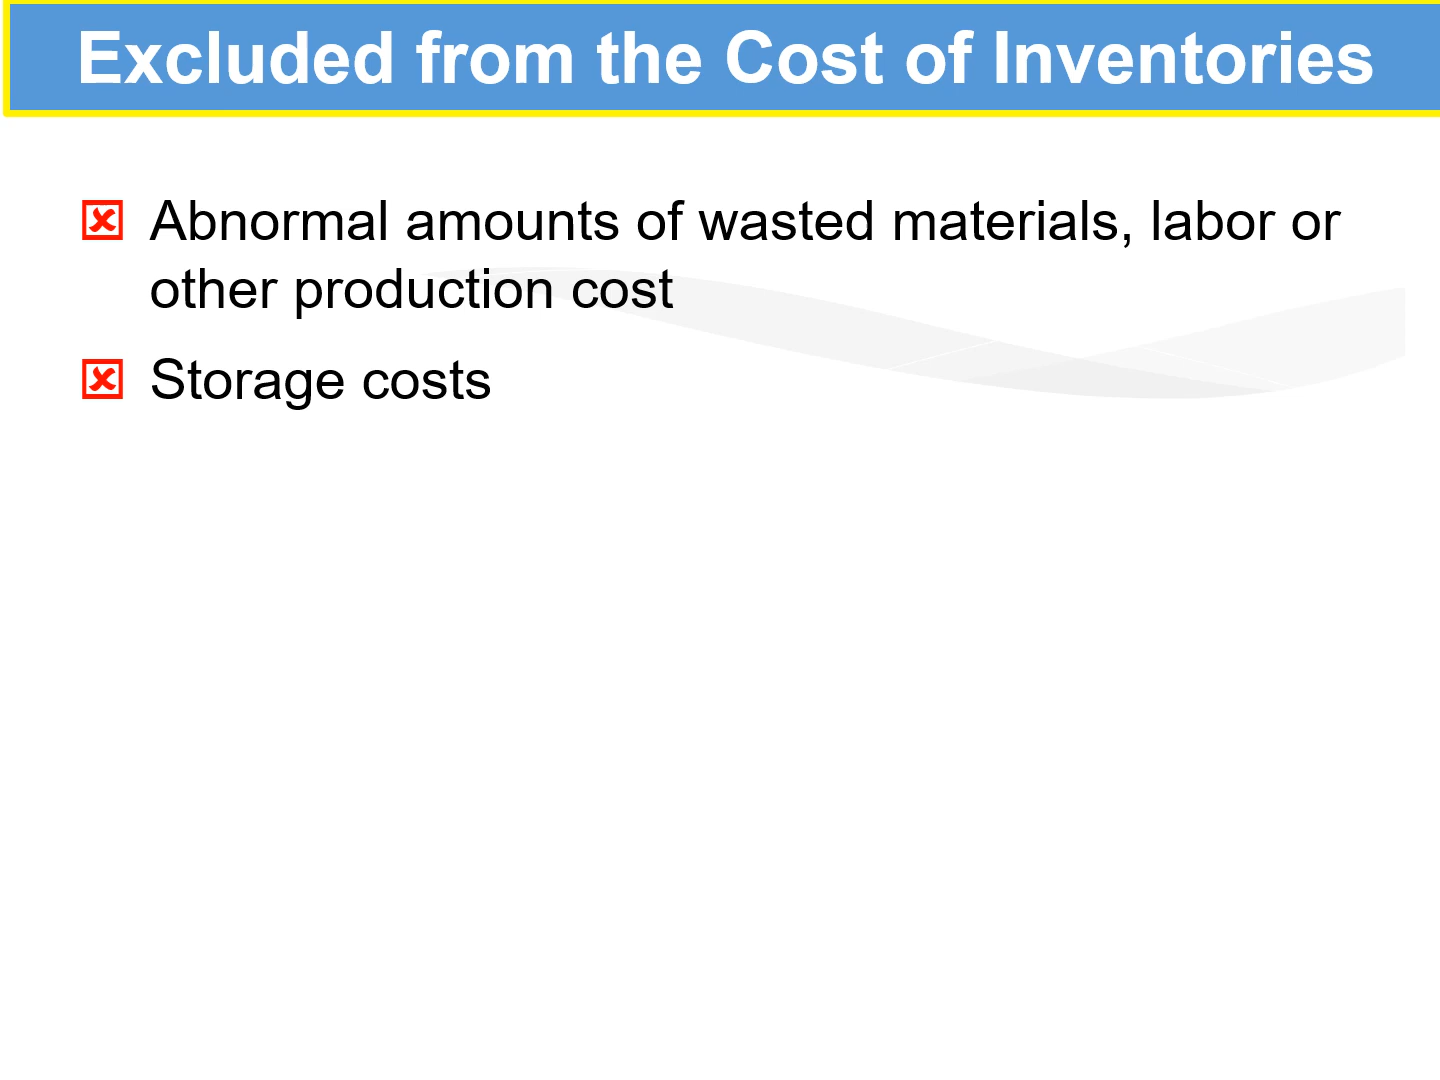 Excluded from the Cost of Inventories
Abnormal amounts of wasted materials, labor or
other production cost
Storage costs